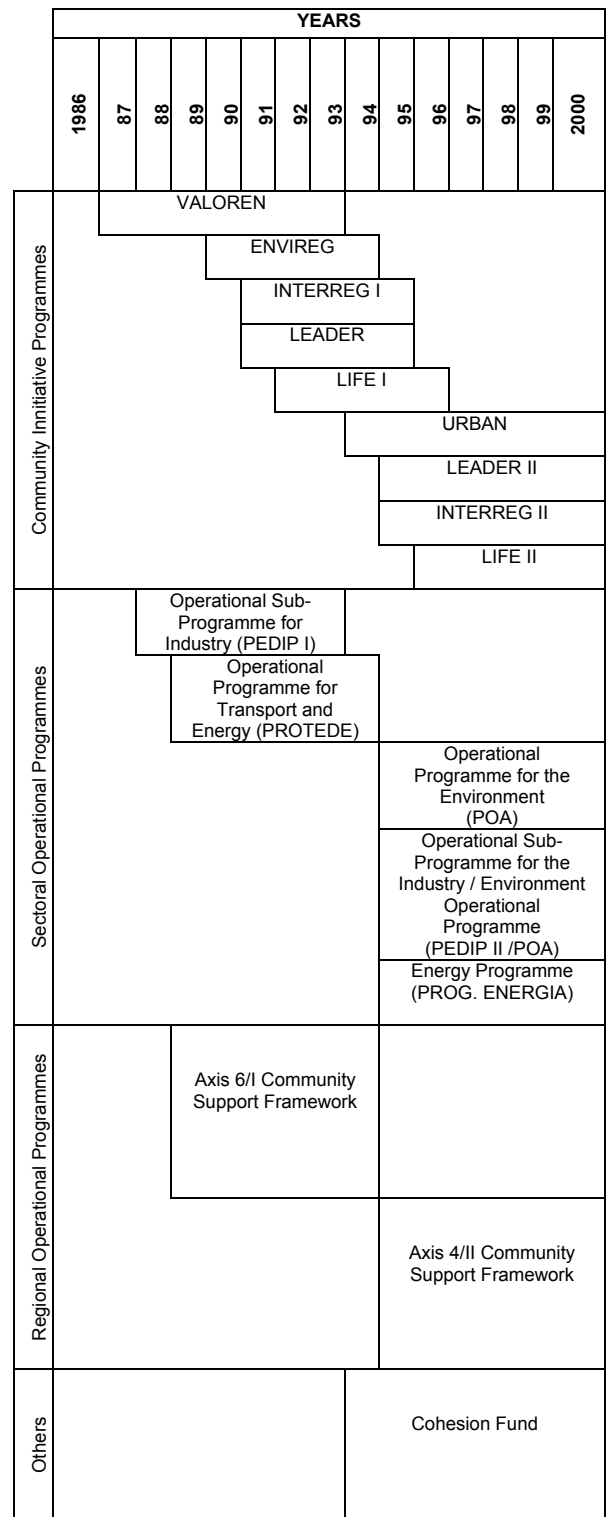 YEARS
1986 87 88 89 90 91 92 93 94 95 96 97 98 99 2000
Community Innitiative Programmes
VALOREN
ENVIREG
INTERREG I
LEADER
LIFE I
URBAN
LEADER II
INTERREG II
LIFE II
Sectoral Operational Programmes
Operational Sub-
Programme for
Industry (PEDIP I)
Operational
Programme for
Transport and
Energy (PROTEDE)
Operational
Programme for the
Environment
(POA)
Operational Sub-
Programme for the
Industry / Environment
Operational
Programme
(PEDIP II /POA)
Energy Programme
(PROG. ENERGIA)
Regional Operational Programmes
Axis 6/I Community
Support Framework
Axis 4/II Community
Support Framework
Others
Cohesion Fund